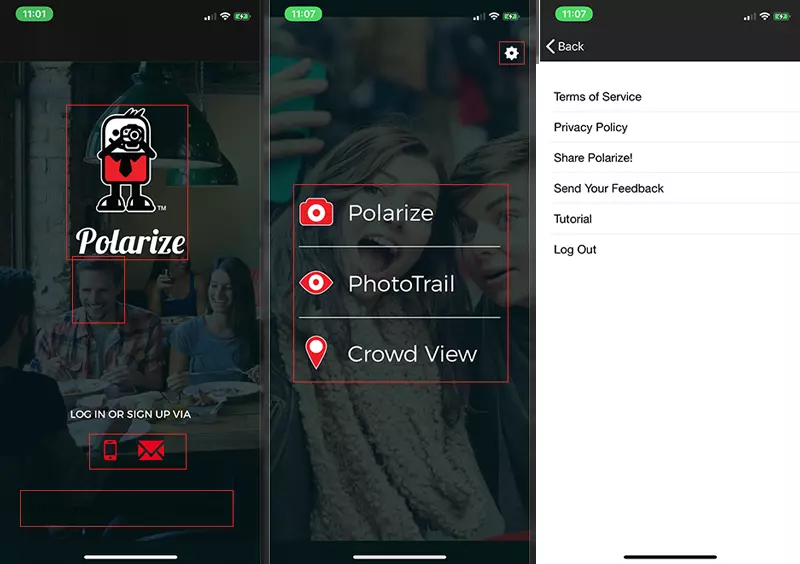 11:01
TM
Polarize
LOG IN OR SIGN UP VIA
11:07
Polarize
PhotoTrail
Crowd View
11:07
Back
Terms of Service
Privacy Policy
Share Polarize!
Send Your Feedback
Tutorial
Log Out